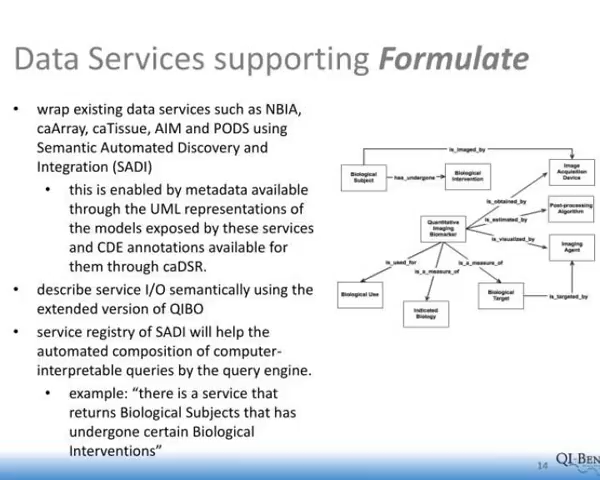 Data Services supporting Formulate
• wrap existing data services such as NBIA,
caArray, caTissue, AIM and PODS using
Semantic Automated Discovery and
Integration (SADI)
• this is enabled by metadata available
through the UML representations of
the models exposed by these services
and CDE annotations available for
them through caDSR.
• describe service I/O semantically using the
extended version of QIBO
• service registry of SADI will help the
automated composition of computer-
interpretable queries by the query engine.
• example: “there is a service that
returns Biological Subjects that has
undergone certain Biological
Interventions”
is_imaged_by
Biological
Subject
has_undergone
Biological
Intervention
Image
Acquisition
Device
is_obtained_by
Post-processing
Algorithm
is_estimated_by
Quantitative
Imaging
Biomarker
is_visualized_by
Imaging
Agent
is_used_for
is_a_measure_of
is_a_measure_of
Biological Use
Indicated
Biology
Biological
Target
is_targeted_by
14
QI-BEN